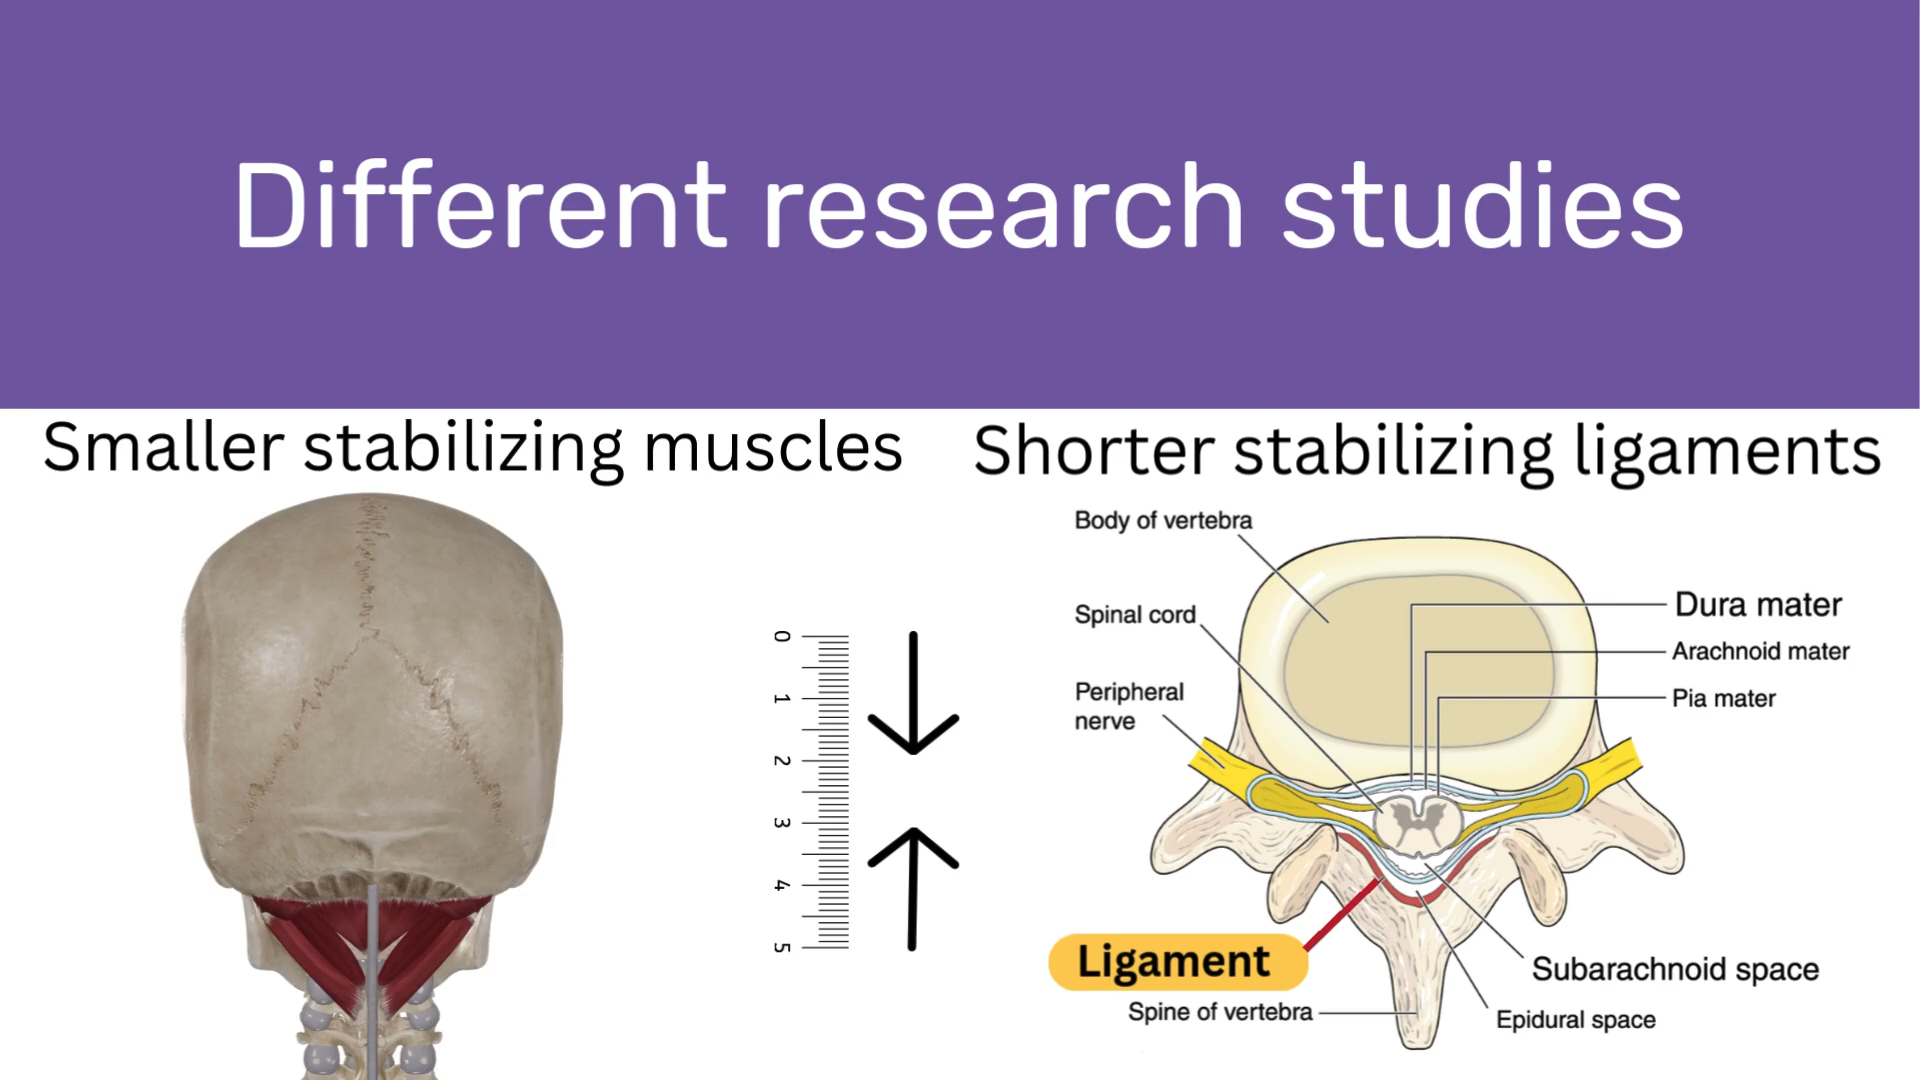 Different research studies
Smaller stabilizing muscles
Shorter stabilizing ligaments
0
1
2
3
4
5
Body of vertebra
Spinal cord
Peripheral
nerve
Dura mater
Arachnoid mater
Pia mater
Ligament
Spine of vertebra
Subarachnoid space
Epidural space